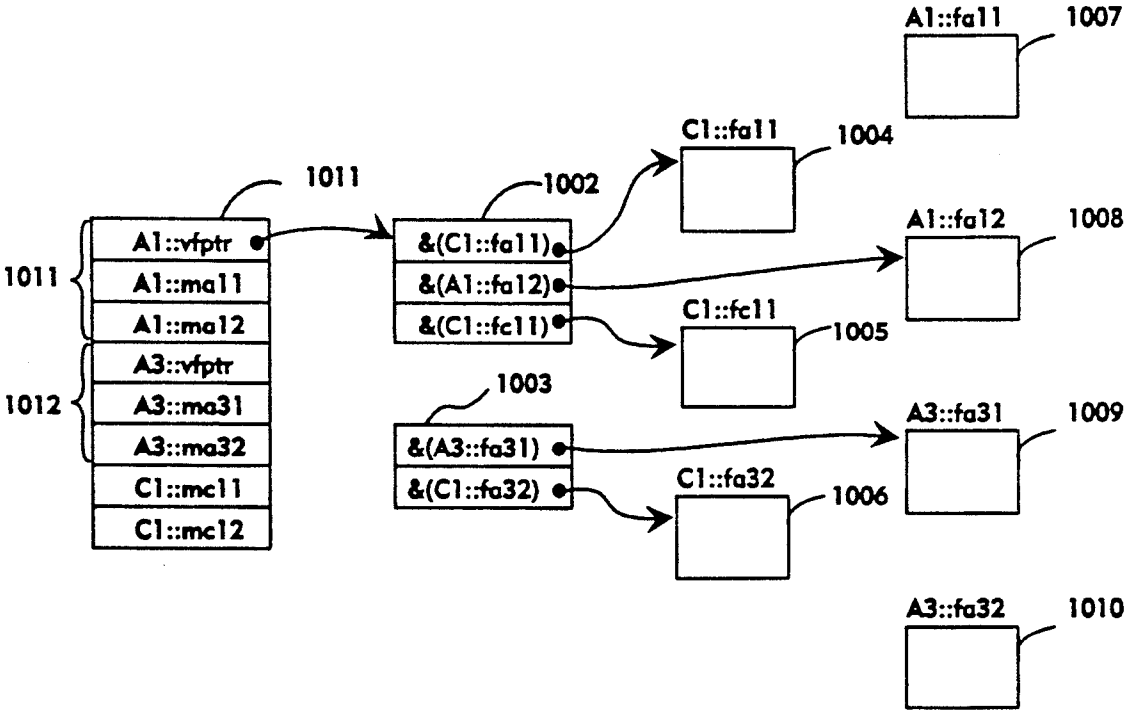 A1::fa11
1007
C1::fa11
1004
1011
1002
A1::vfptr
&(C1::fa11)
A1::fa12
1008
1011
A1::ma11
&(A1::fa12)
A1::ma12
&(C1::fc11)
C1::fc11
1005
A3::vfptr
1003
1012
A3::ma31
A3::fa31
1009
A3::ma32
&(A3::fa31)
C1::mc11
&(C1::fa32)
C1::fa32
1006
C1::mc12
A3::fa32
1010